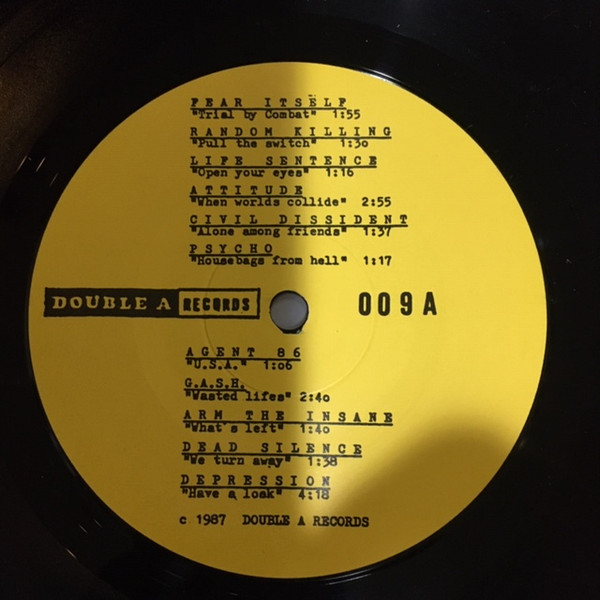 FEAR ITSELF
"Trial by Combat" 1:55
RANDOM KILLING
"Pull the switch" 1:30
LIFE SENTENCE
"Open your eyes" 1:16
ATTITUDE
"When worlds collide" 2:55
CIVIL DISSIDENT
"Alone among friends" 1:37
PSYCHO
"Housebags from hell" 1:17
DOUBLE A RECORDS
009A
AGENT 86
"U.S.A." 1:06
G.A.S.H.
"Wasted lifes" 2:40
ARM THE INSANE
"What's left" 1:40
DEAD SILENCE
"We turn away" 1:38
DEPRESSION
"Have a look" 4:18
c 1987 DOUBLE A RECORDS